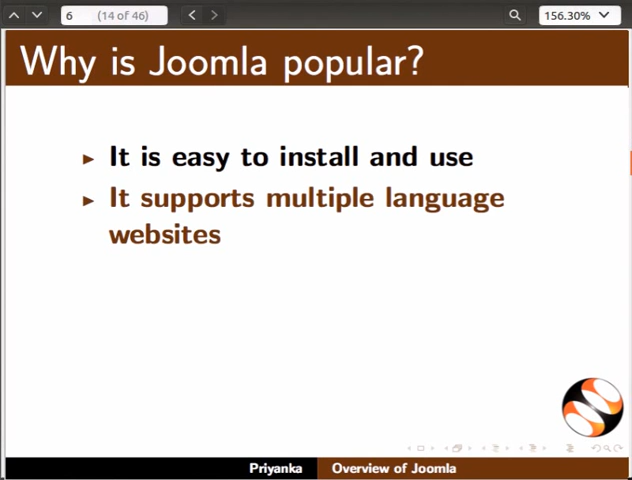 6 (14 of 46) 156.30%
Why is Joomla popular?
It is easy to install and use
It supports multiple language
websites
Priyanka Overview of Joomla